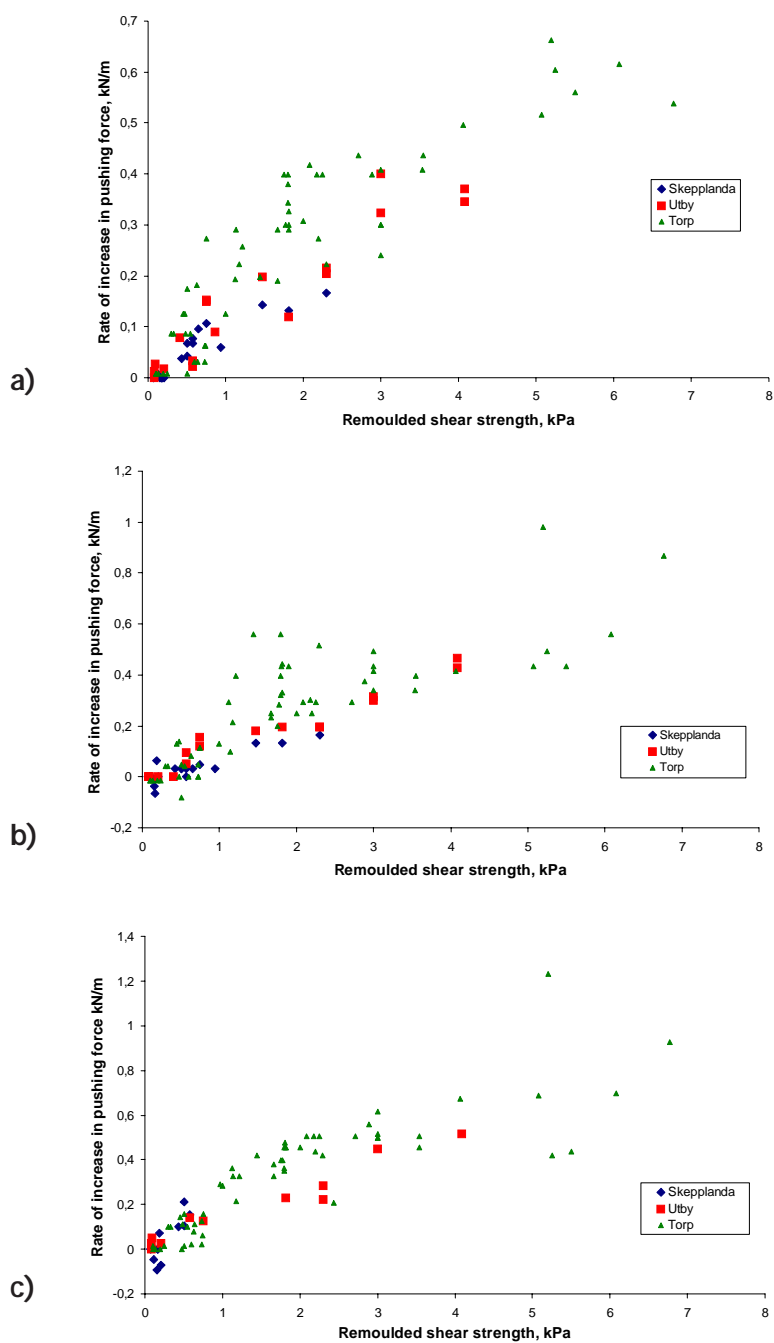 Rate of increase in pushing force, kN/m
0,7
0,6
0,5
0,4
0,3
0,2
0,1
0
0 1 2 3 4 5 6 7 8
Remoulded shear strength, kPa
Skepplanda
Utby
Torp
a)
Rate of increase in pushing force, kN/m
1,2
1
0,8
0,6
0,4
0,2
0
-0,2
0 1 2 3 4 5 6 7 8
Remoulded shear strength, kPa
Skepplanda
Utby
Torp
b)
Rate of increase in pushing force kN/m
1,4
1,2
1
0,8
0,6
0,4
0,2
0
-0,2
0 1 2 3 4 5 6 7 8
Remoulded shear strength, kPa
Skepplanda
Utby
Torp
c)